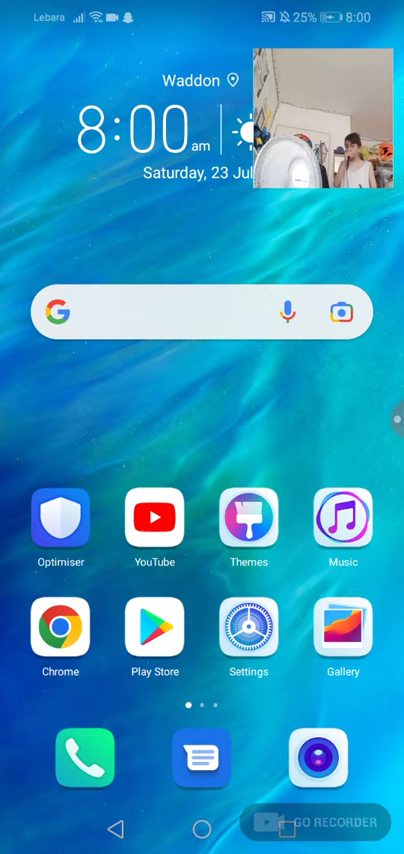 Lebara 25% 8:00
Waddon
8:00 am
Saturday, 23 Jul
Optimiser YouTube Themes Music
Chrome Play Store Settings Gallery
GO RECORDER